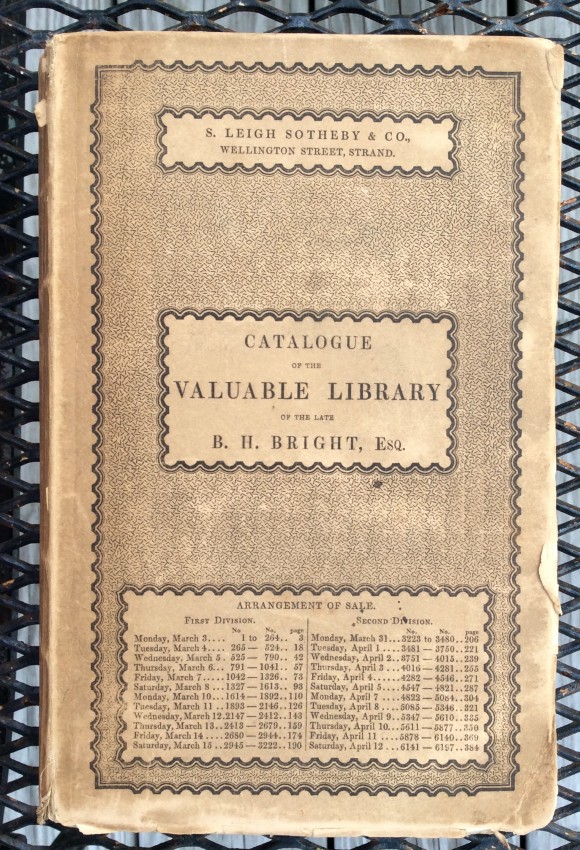 S. LEIGH SOTHEBY & CO.,
WELLINGTON STREET, STRAND.
CATALOGUE
OF THE
VALUABLE LIBRARY
OF THE LATE
B. H. BRIGHT, ESQ.
ARRANGEMENT OF SALE.
FIRST DIVISION.
No. No. page
Monday, March 3.... 1 to 264.. 3
Tuesday, March 4.... 265 — 524.. 18
Wednesday, March 5.. 525 — 790.. 42
Thursday, March 6... 791 — 1041.. 57
Friday, March 7.....1042 — 1326.. 73
Saturday, March 8 ...1327 — 1613.. 93
Monday, March 10...1614 — 1892..110
Tuesday, March 11 ..1893 — 2146..126
Wednesday, March 12.2147 — 2412..143
Thursday, March 13..2413 — 2679..159
Friday, March 14....2680 — 2944..174
Saturday, March 15 ..2945 — 3222..190
SECOND DIVISION.
No. No. page
Monday, March 31...3223 to 3480..206
Tuesday, April 1....3481 — 3750..221
Wednesday, April 2..3751 — 4015..239
Thursday, April 3 ...4016 — 4281..255
Friday, April 4.....4282 — 4546..271
Saturday, April 5....4547 — 4821..287
Monday, April 7 ....4822 — 5084..304
Tuesday, April 8 ....5085 — 5346..321
Wednesday, April 9..5347 — 5610..335
Thursday, April 10...5611 — 5877..350
Friday, April 11 ....5878 — 6140..369
Saturday, April 12 ..6141 — 6197..384